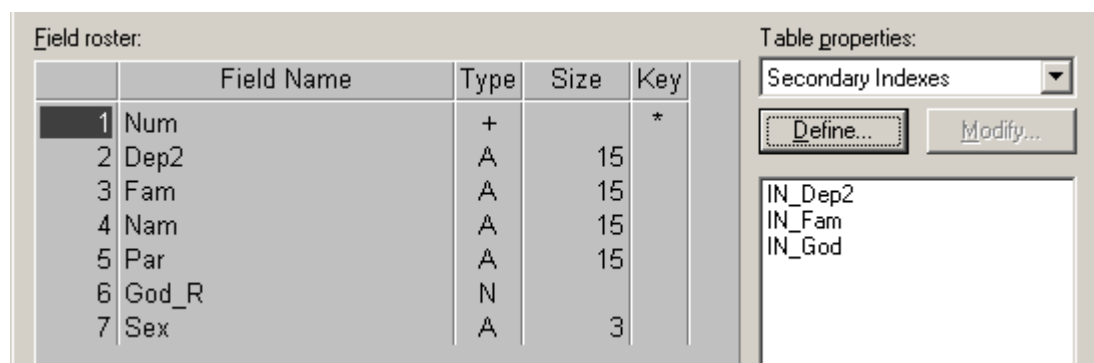 Field roster:
Field Name Type Size Key
1 Num + *
2 Dep2 A 15
3 Fam A 15
4 Nam A 15
5 Par A 15
6 God_R N
7 Sex A 3
Table properties:
Secondary Indexes
Define... Modify...
IN_Dep2
IN_Fam
IN_God